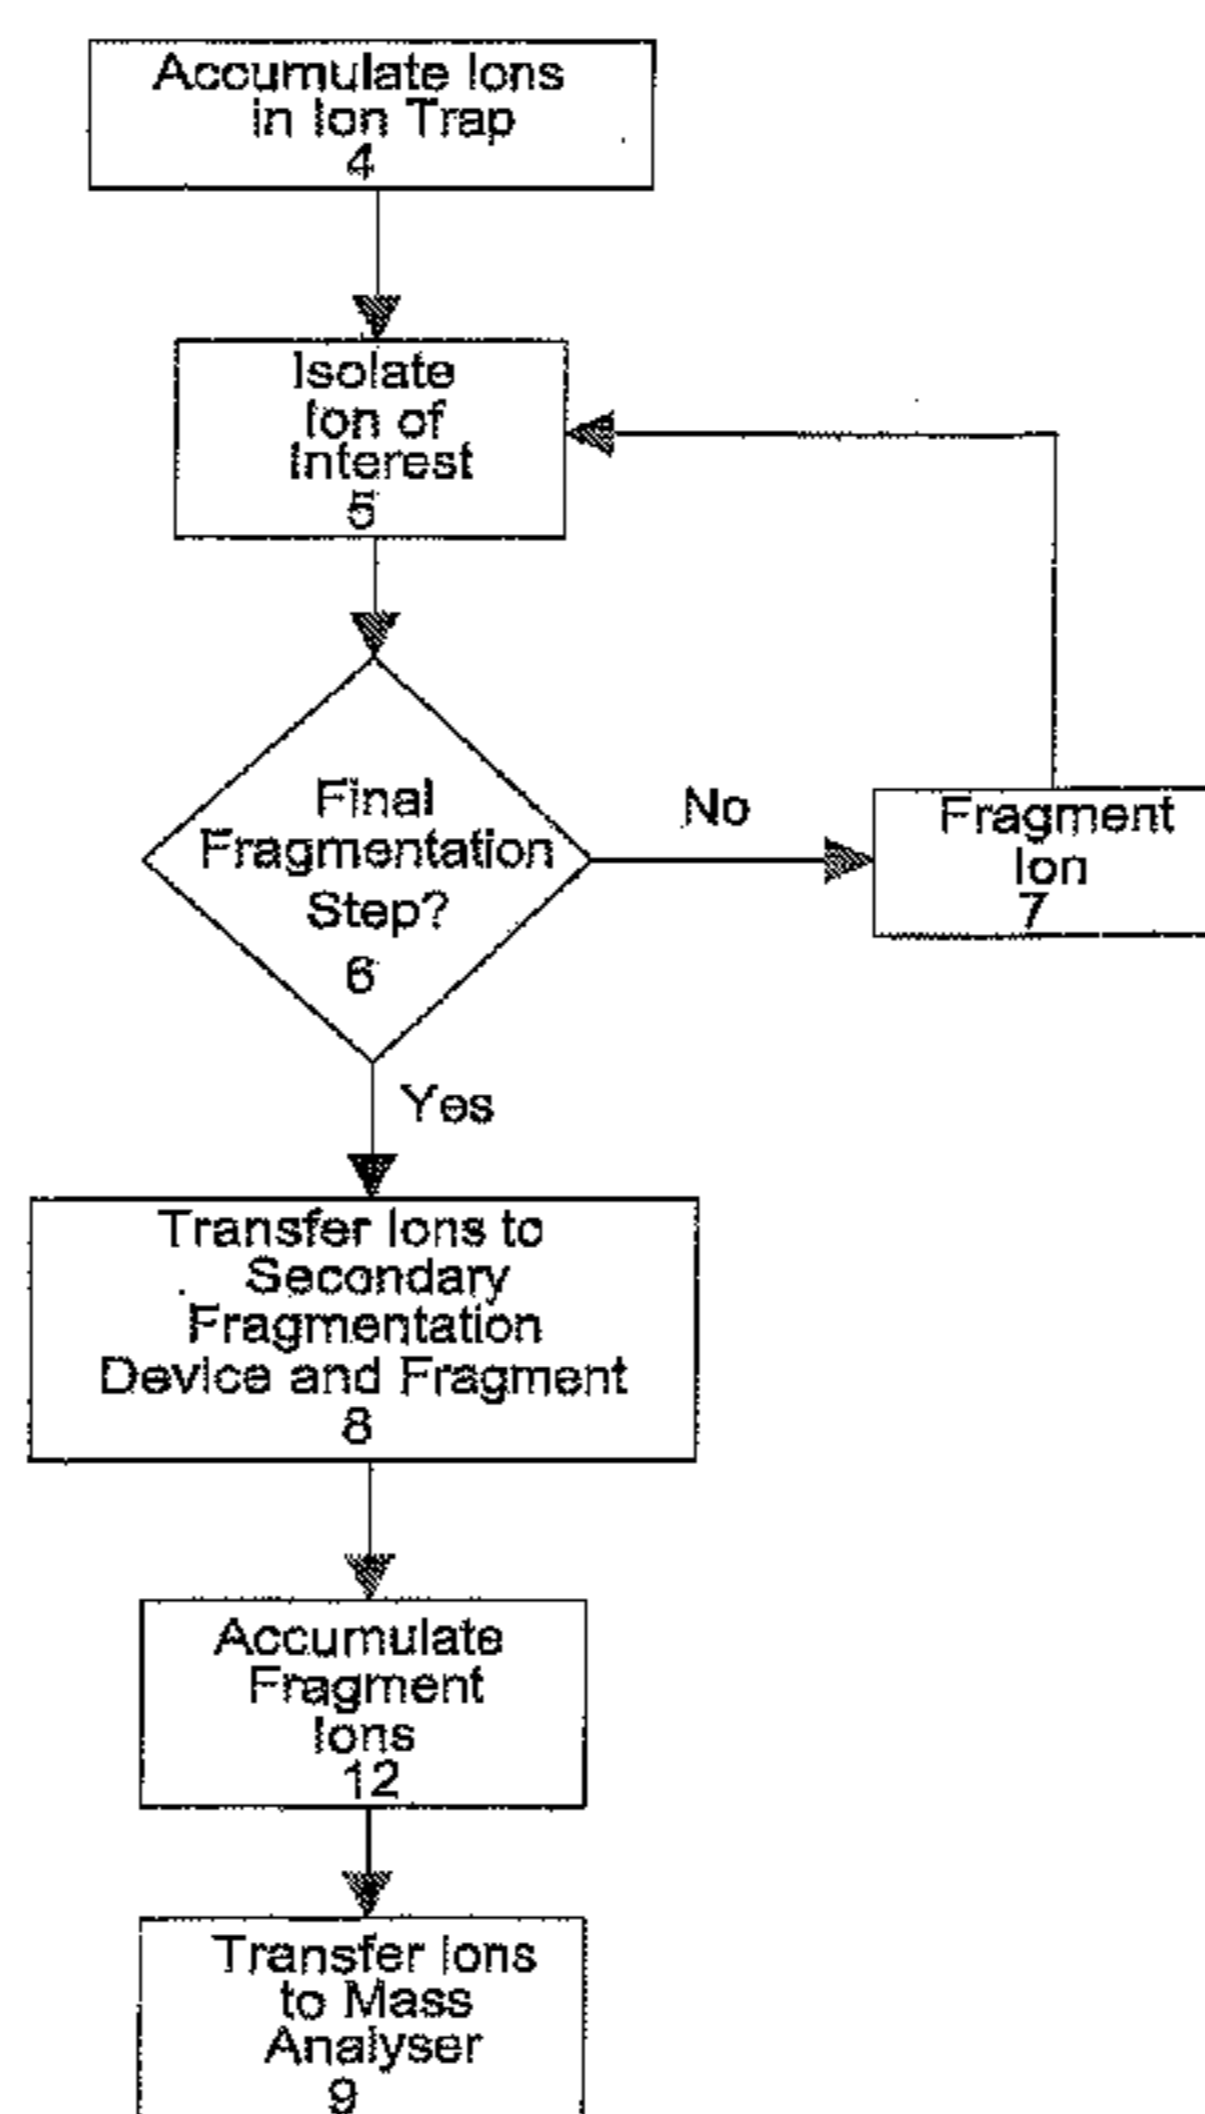 Accumulate Ions
in Ion Trap
4
Isolate
Ion of
Interest
5
Final
Fragmentation
Step?
6
No
Fragment
Ion
7
Yes
Transfer Ions to
Secondary
Fragmentation
Device and Fragment
8
Accumulate
Fragment
Ions
12
Transfer Ions
to Mass
Analyser
9